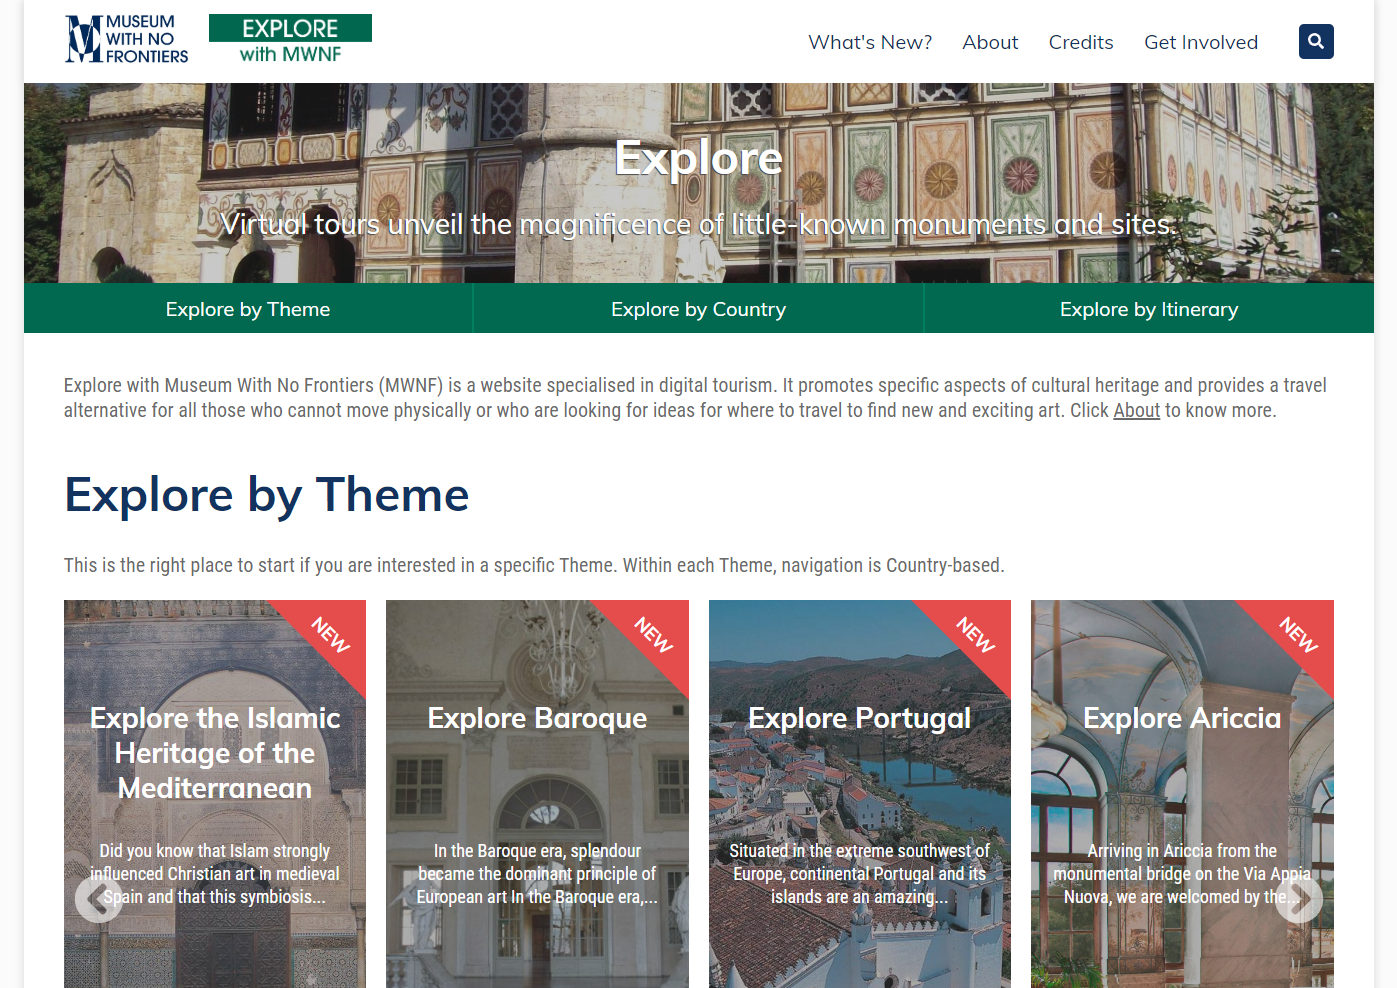 MUSEUM
WITH NO
FRONTIERS
EXPLORE
with MWNF
What's New?
About
Credits
Get Involved
Explore
Virtual tours unveil the magnificence of little-known monuments and sites.
Explore by Theme
Explore by Country
Explore by Itinerary
Explore with Museum With No Frontiers (MWNF) is a website specialised in digital tourism. It promotes specific aspects of cultural heritage and provides a travel
alternative for all those who cannot move physically or who are looking for ideas for where to travel to find new and exciting art. Click About to know more.
Explore by Theme
This is the right place to start if you are interested in a specific Theme. Within each Theme, navigation is Country-based.
NEW
Explore the Islamic
Heritage of the
Mediterranean
Did you know that Islam strongly
influenced Christian art in medieval
Spain and that this symbiosis...
NEW
Explore Baroque
In the Baroque era, splendour
became the dominant principle of
European art In the Baroque era,...
NEW
Explore Portugal
Situated in the extreme southwest of
Europe, continental Portugal and its
islands are an amazing...
NEW
Explore Ariccia
Arriving in Ariccia from the
monumental bridge on the Via Appia
Nuova, we are welcomed by the...